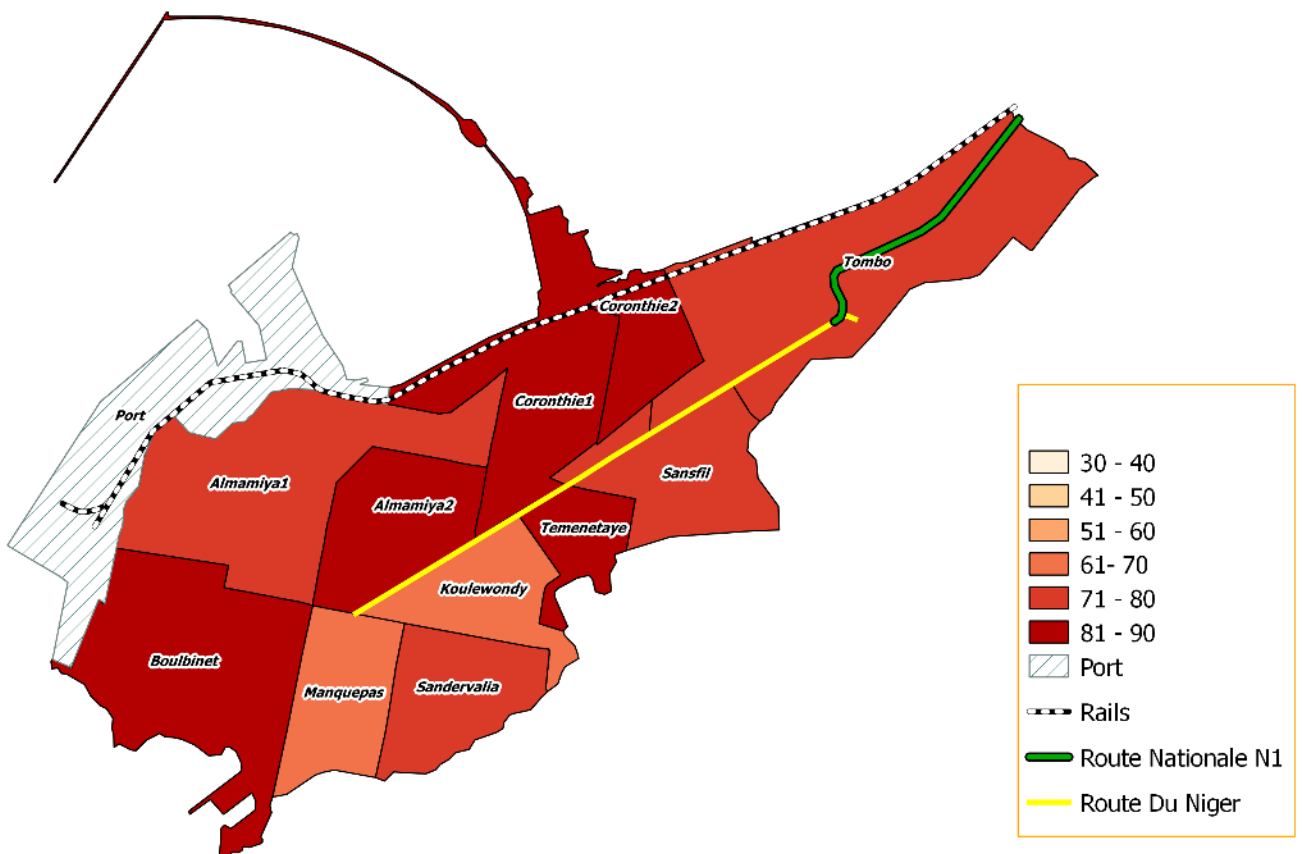 Tombo
Coronthie2
Port
Coronthie1
Almamiya1
Sansfil
Almamiya2
Temenetaye
Koulewondy
Boulbinet
Manquepas
Sandervalia
30 - 40
41 - 50
51 - 60
61- 70
71 - 80
81 - 90
Port
Rails
Route Nationale N1
Route Du Niger